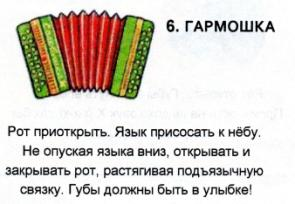 6. ГАРМОШКА
Рот приоткрыть. Язык присосать к нёбу.
Не опуская языка вниз, открывать и
закрывать рот, растягивая подъязычную
связку. Губы должны быть в улыбке!